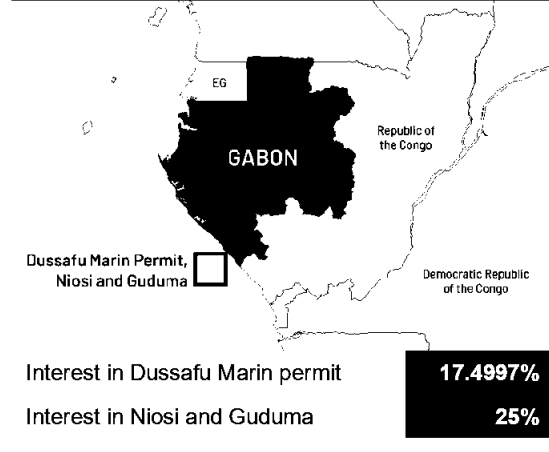 EG
Republic of
the Congo
GABON
Dussafu Marin Permit,
Niosi and Guduma
Democratic Republic
of the Congo
Interest in Dussafu Marin permit 17.4997%
Interest in Niosi and Guduma 25%